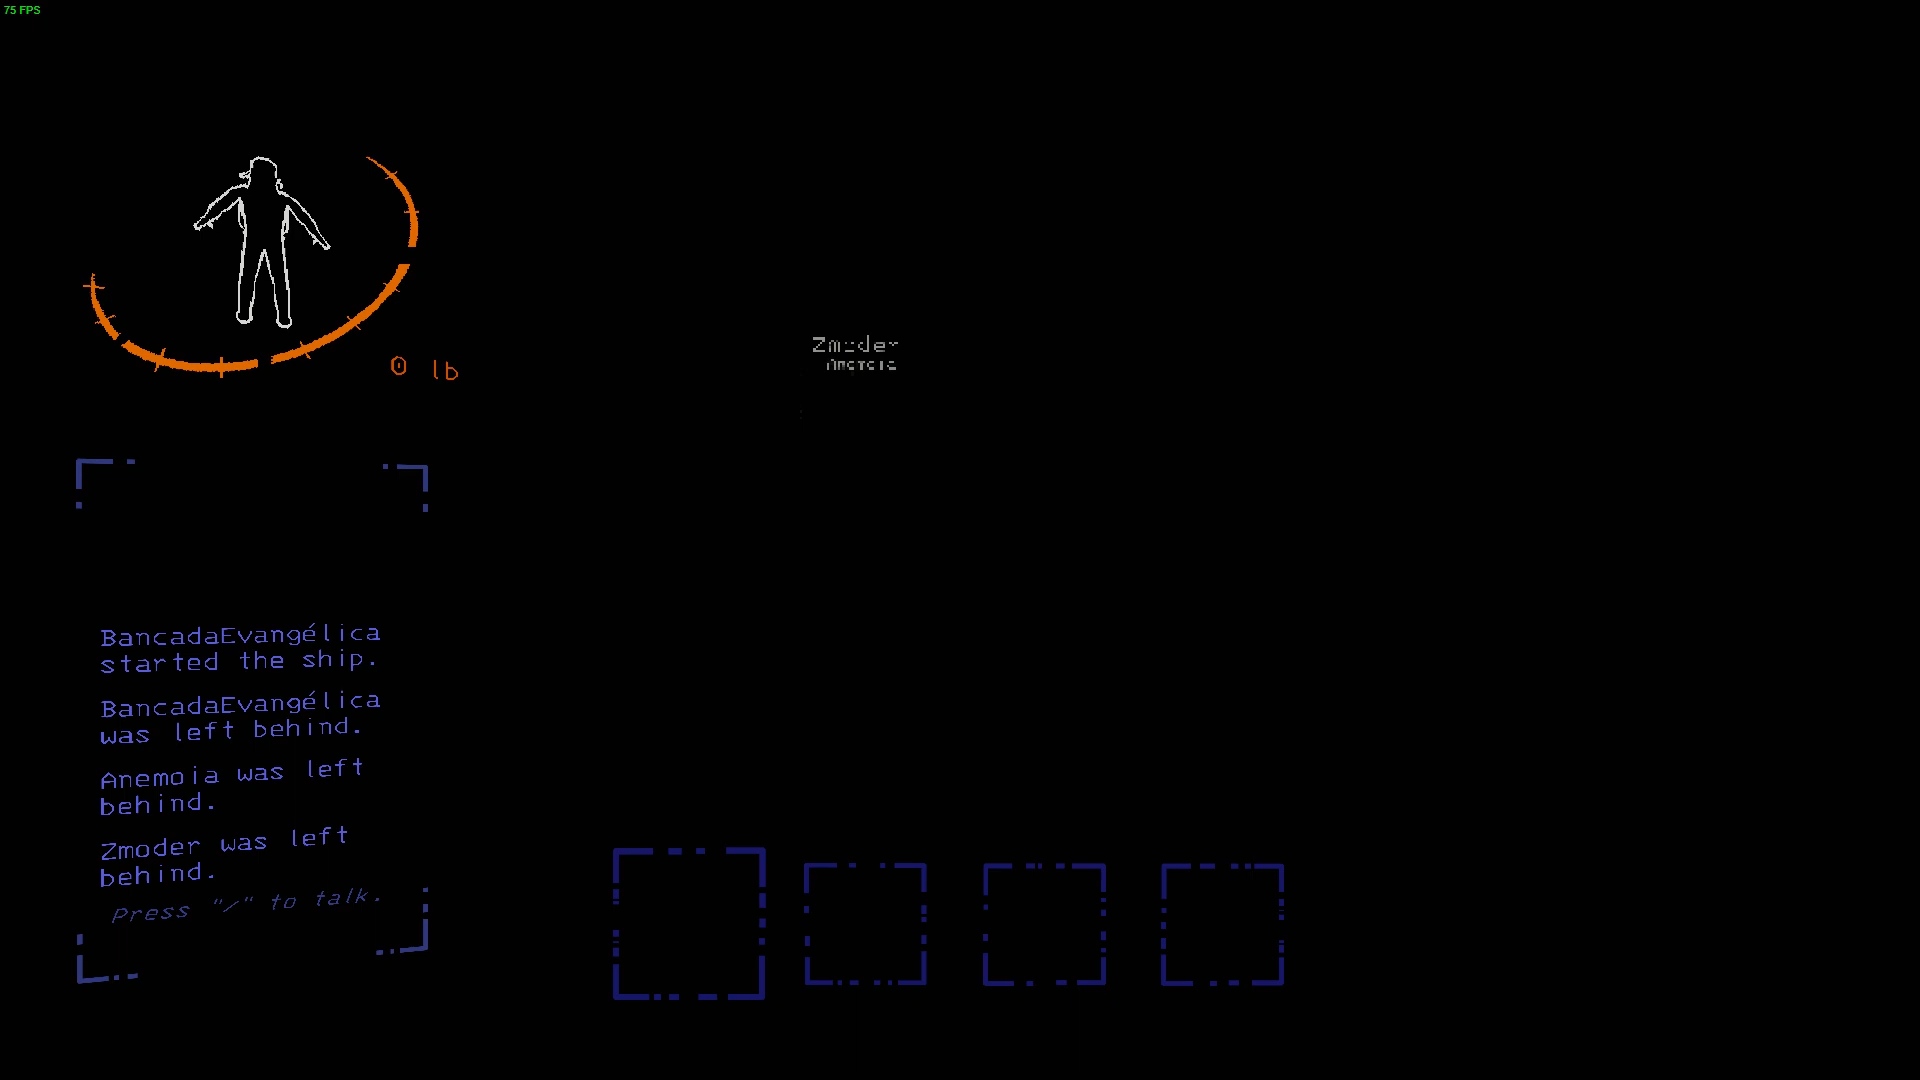 75 FPS
0 lb
Zmoder
BancadaEvangélica
started the ship.
BancadaEvangélica
was left behind.
Anemoia was left
behind.
Zmoder was left
behind.
Press "/" to talk.